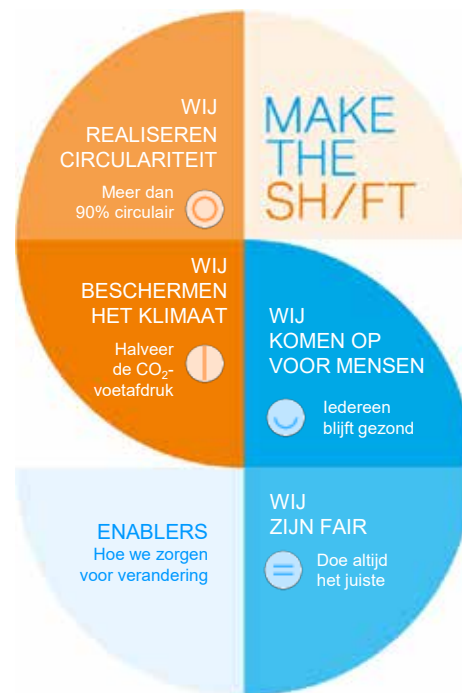 WIJ
REALISEREN
CIRCULARITEIT
Meer dan
90% circulair
MAKE
THE
SH/FT
WIJ
BESCHERMEN
HET KLIMAAT
Halveer
de CO₂-
voetafdruk
WIJ
KOMEN OP
VOOR MENSEN
Iedereen
blijft gezond
ENABLERS
Hoe we zorgen
voor verandering
WIJ
ZIJN FAIR
Doe altijd
het juiste